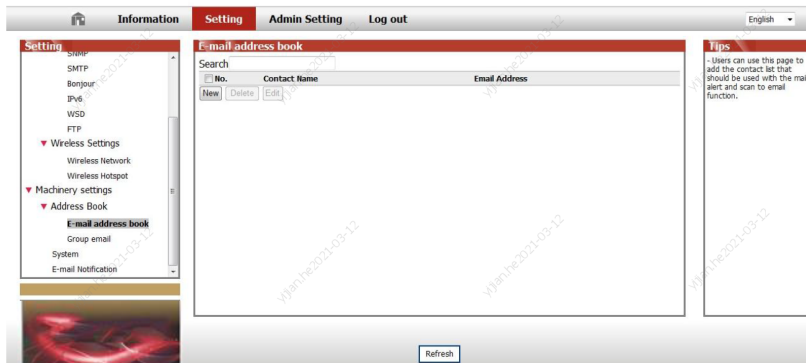 Information
Setting
Admin Setting
Log out
English
Setting
SNMP
SMTP
Bonjour
IPv6
WSD
FTP
Wireless Settings
Wireless Network
Wireless Hotspot
Machinery settings
Address Book
E-mail address book
Group email
System
E-mail Notification
E-mail address book
Search
No. Contact Name Email Address
New Delete Edit
Refresh
Tips
- Users can use this page to
add the contact list that
should be used with the mail
alert and scan to email
function.